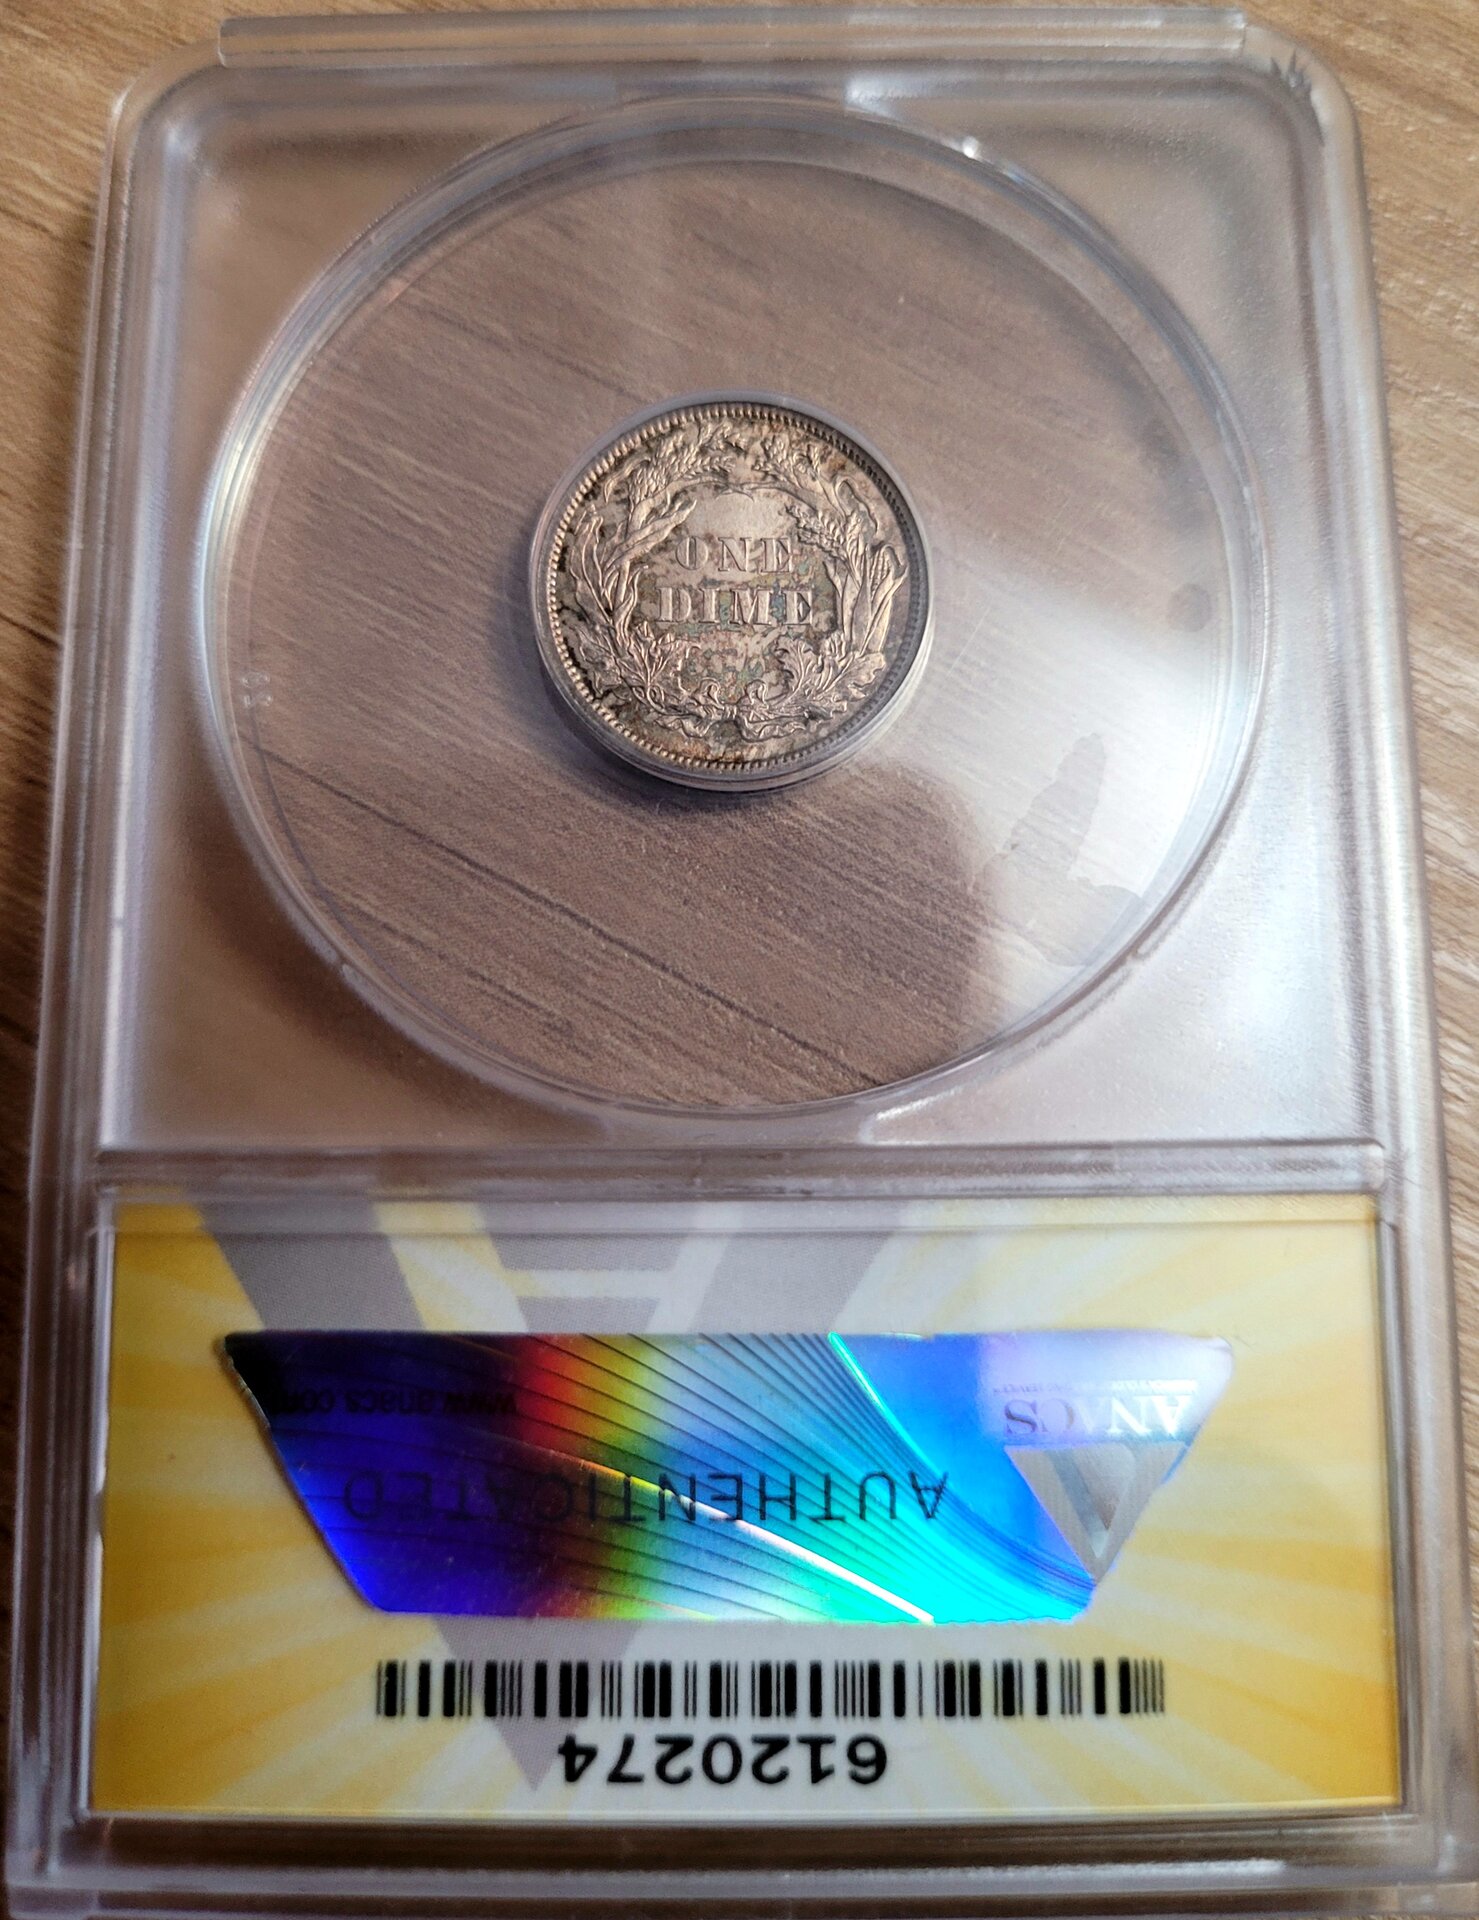 ONE
DIME
6120274
AUTHENTICATED
ANACS
www.anacs.com